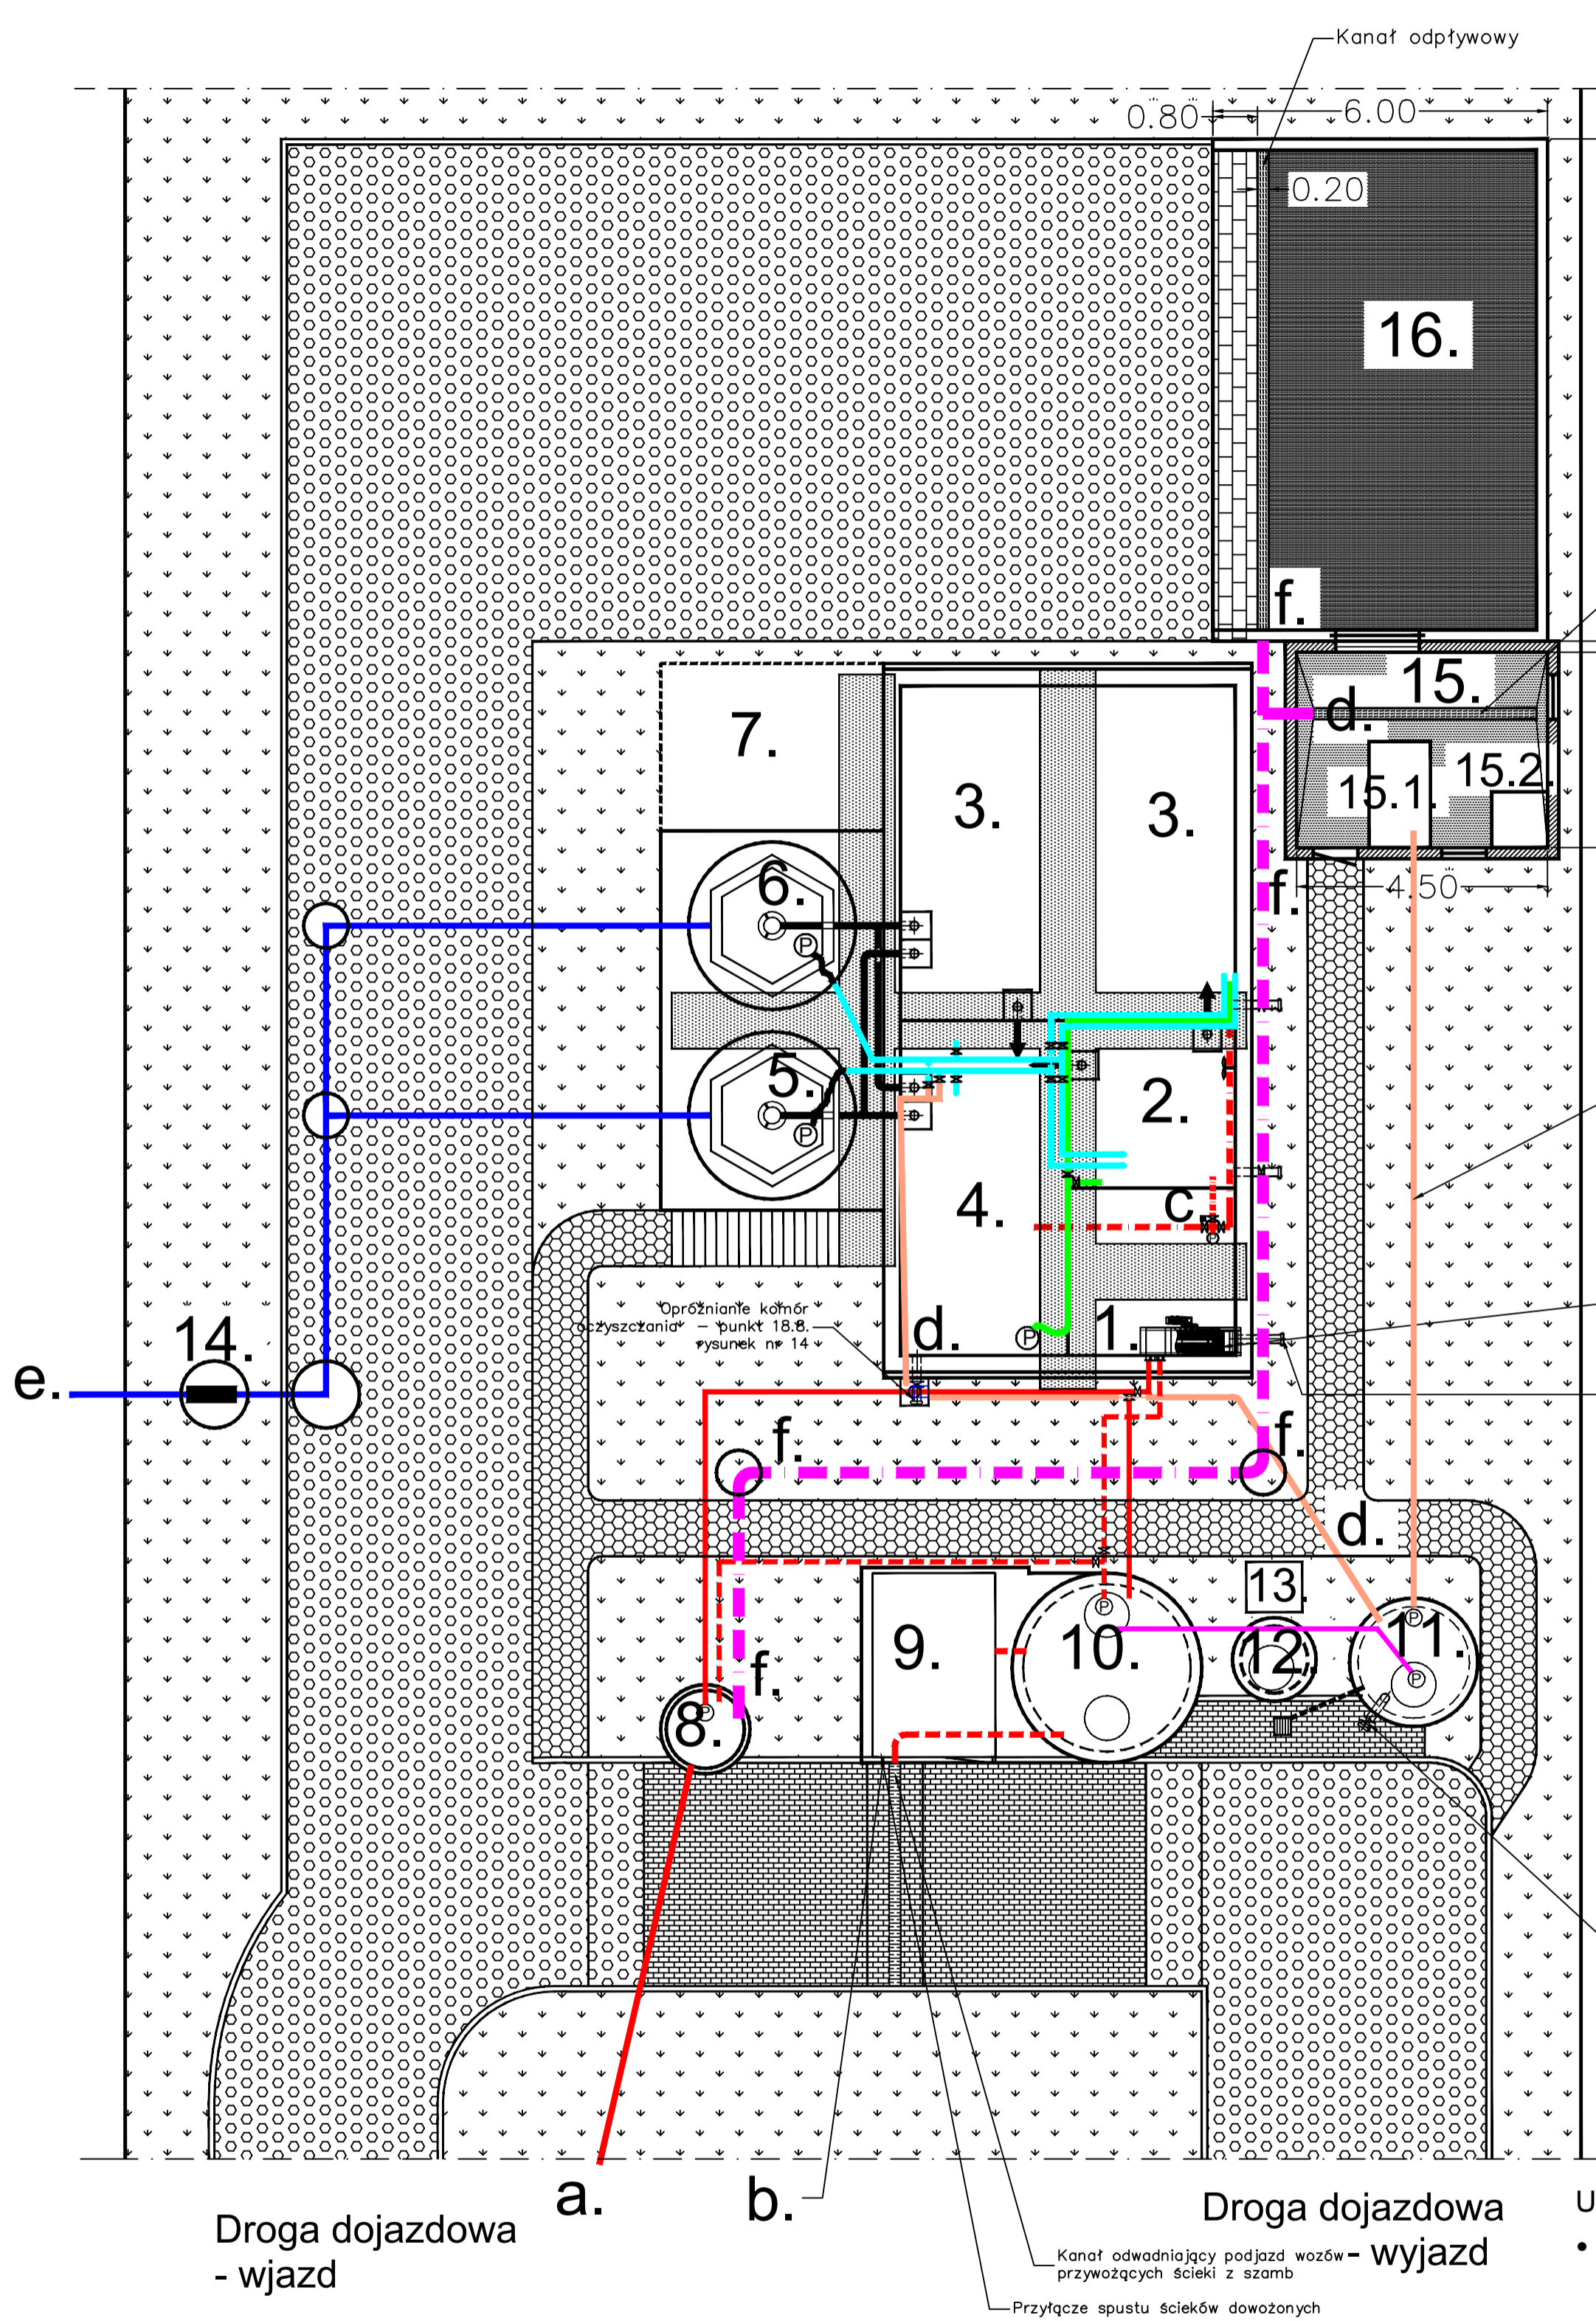 Kanał odpływowy
0.80
6.00
0.20
16.
f.
15.
d.
7.
15.1.
15.2.
3.
3.
6.
f.
4.50
5.
2.
4.
c
Opróżnianie komór
oczyszczania - punkt 18.8.
rysunek nr 14
d.
1.
14.
e.
f.
f.
d.
13.
9.
10.
12.
11.
f.
8.
P
P
P
P
P
P
P
a.
b.
Droga dojazdowa
- wjazd
Droga dojazdowa
- wyjazd
U
•
Kanał odwadniający podjazd wozów
przywożących ścieki z szamb
Przyłącze spustu ścieków dowożonych